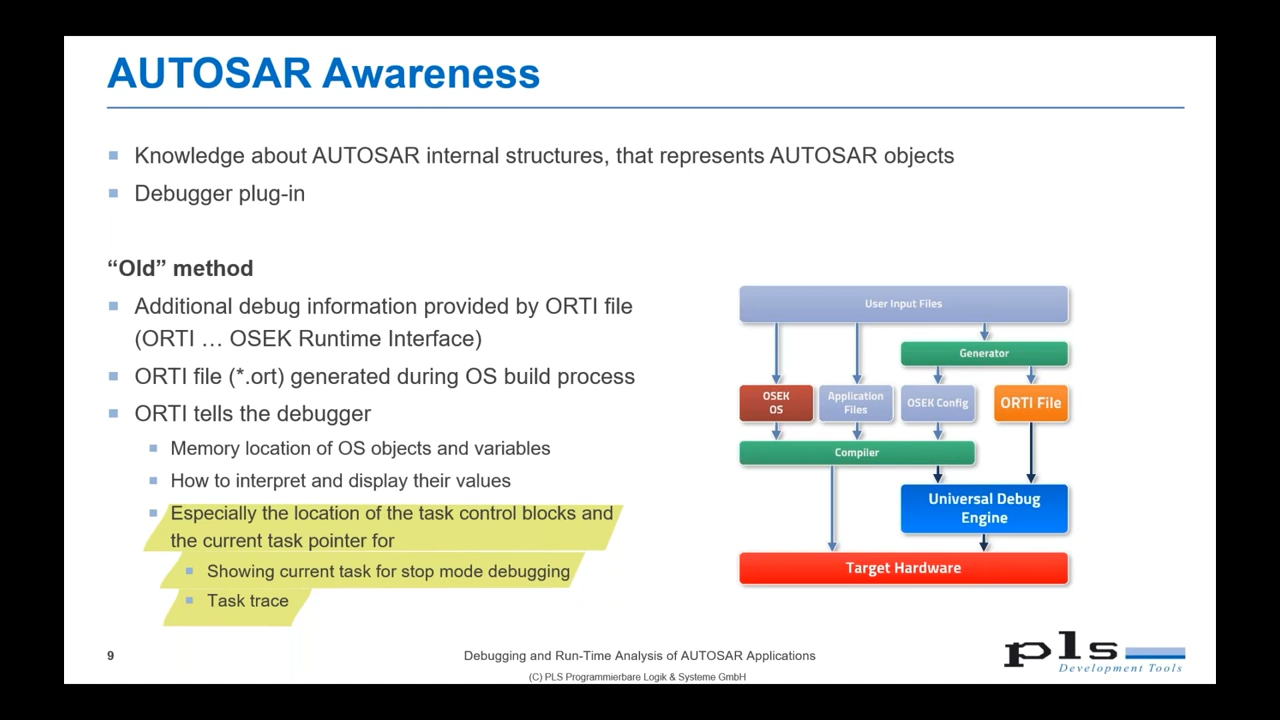 AUTOSAR Awareness
Knowledge about AUTOSAR internal structures, that represents AUTOSAR objects
Debugger plug-in
“Old” method
Additional debug information provided by ORTI file
(ORTI … OSEK Runtime Interface)
ORTI file (*.ort) generated during OS build process
ORTI tells the debugger
Memory location of OS objects and variables
How to interpret and display their values
Especially the location of the task control blocks and
the current task pointer for
Showing current task for stop mode debugging
Task trace
User Input Files
Generator
OSEK
OS
Application
Files
OSEK Config
ORTI File
Compiler
Universal Debug
Engine
Target Hardware
9
Debugging and Run-Time Analysis of AUTOSAR Applications
(C) PLS Programmierbare Logik & Systeme GmbH
pls
Development Tools